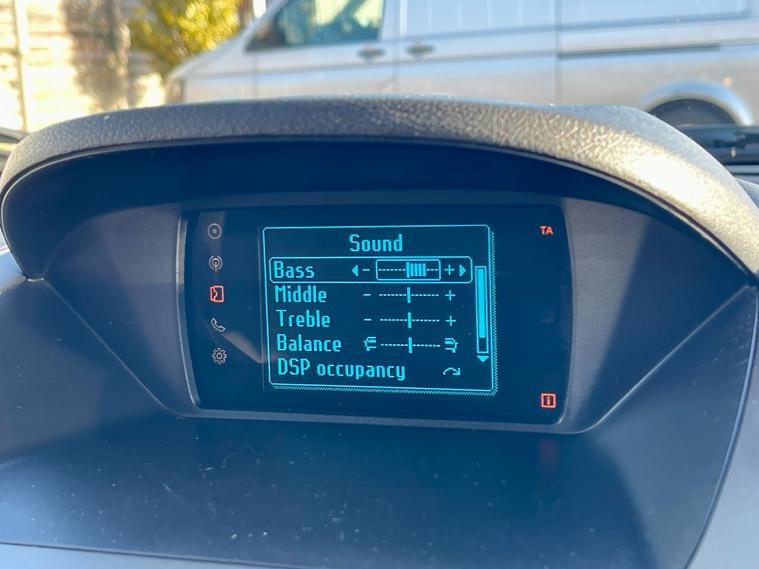 Sound
TA
Bass - +
Middle - +
Treble - +
Balance
DSP occupancy
i